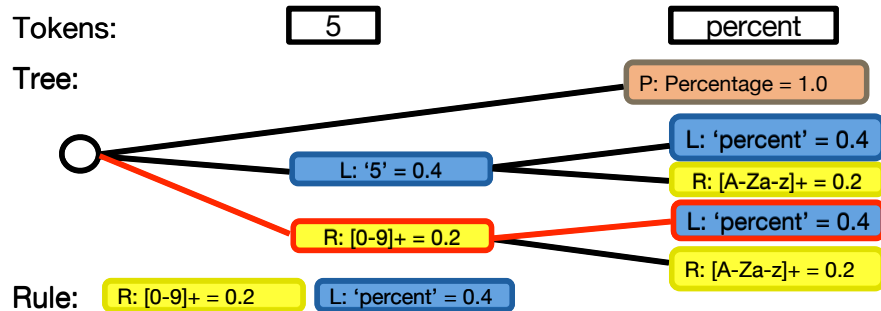 Tokens: 5 percent
Tree:
P: Percentage = 1.0
L: ‘percent’ = 0.4
L: ‘5’ = 0.4
R: [A-Za-z]+ = 0.2
L: ‘percent’ = 0.4
R: [0-9]+ = 0.2
R: [A-Za-z]+ = 0.2
Rule: R: [0-9]+ = 0.2 L: ‘percent’ = 0.4